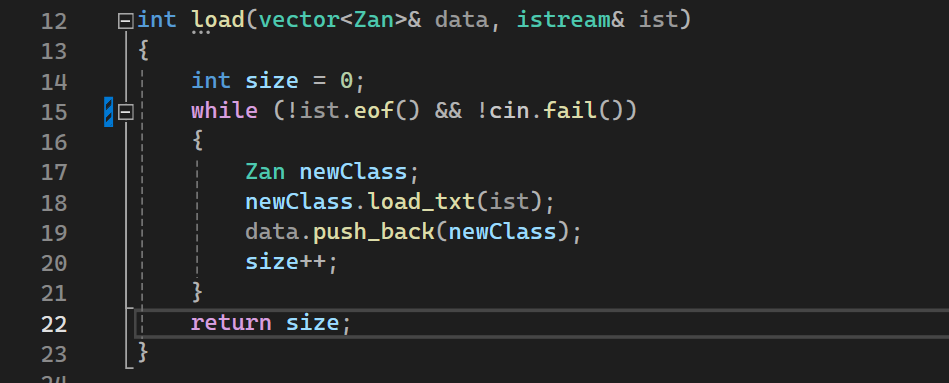 12 int load(vector<Zan>& data, istream& ist)
13 {
14 int size = 0;
15 while (!ist.eof() && !cin.fail())
16 {
17 Zan newClass;
18 newClass.load_txt(ist);
19 data.push_back(newClass);
20 size++;
21 }
22 return size;
23 }
24